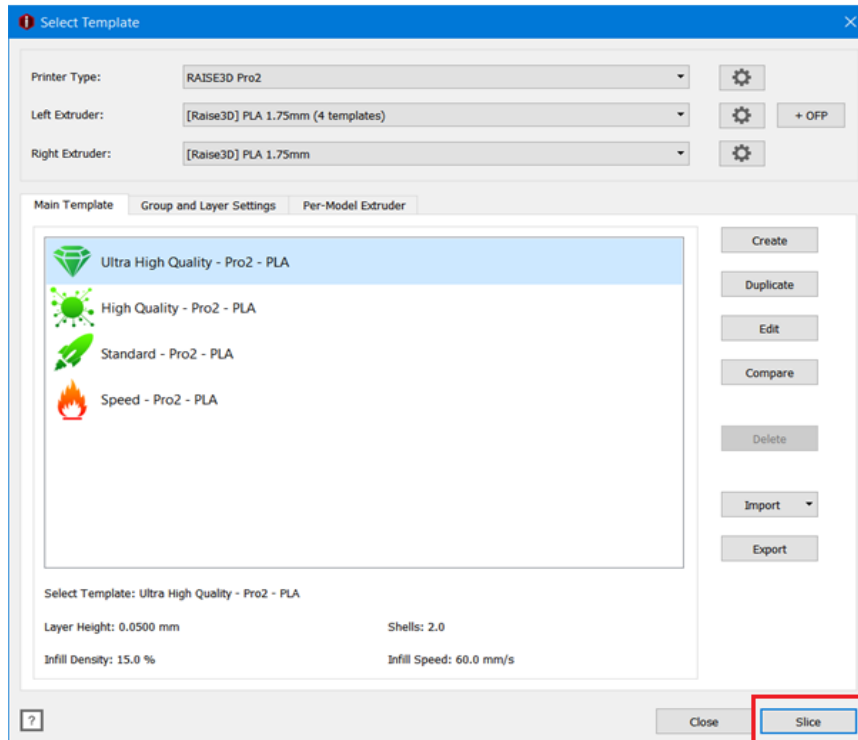 Select Template
Printer Type: RAISE3D Pro2
Left Extruder: [Raise3D] PLA 1.75mm (4 templates) + OFP
Right Extruder: [Raise3D] PLA 1.75mm
Main Template Group and Layer Settings Per-Model Extruder
Create
Ultra High Quality - Pro2 - PLA
Duplicate
High Quality - Pro2 - PLA
Edit
Standard - Pro2 - PLA
Compare
Speed - Pro2 - PLA
Delete
Import
Export
Select Template: Ultra High Quality - Pro2 - PLA
Layer Height: 0.0500 mm Shells: 2.0
Infill Density: 15.0 % Infill Speed: 60.0 mm/s
? Close Slice